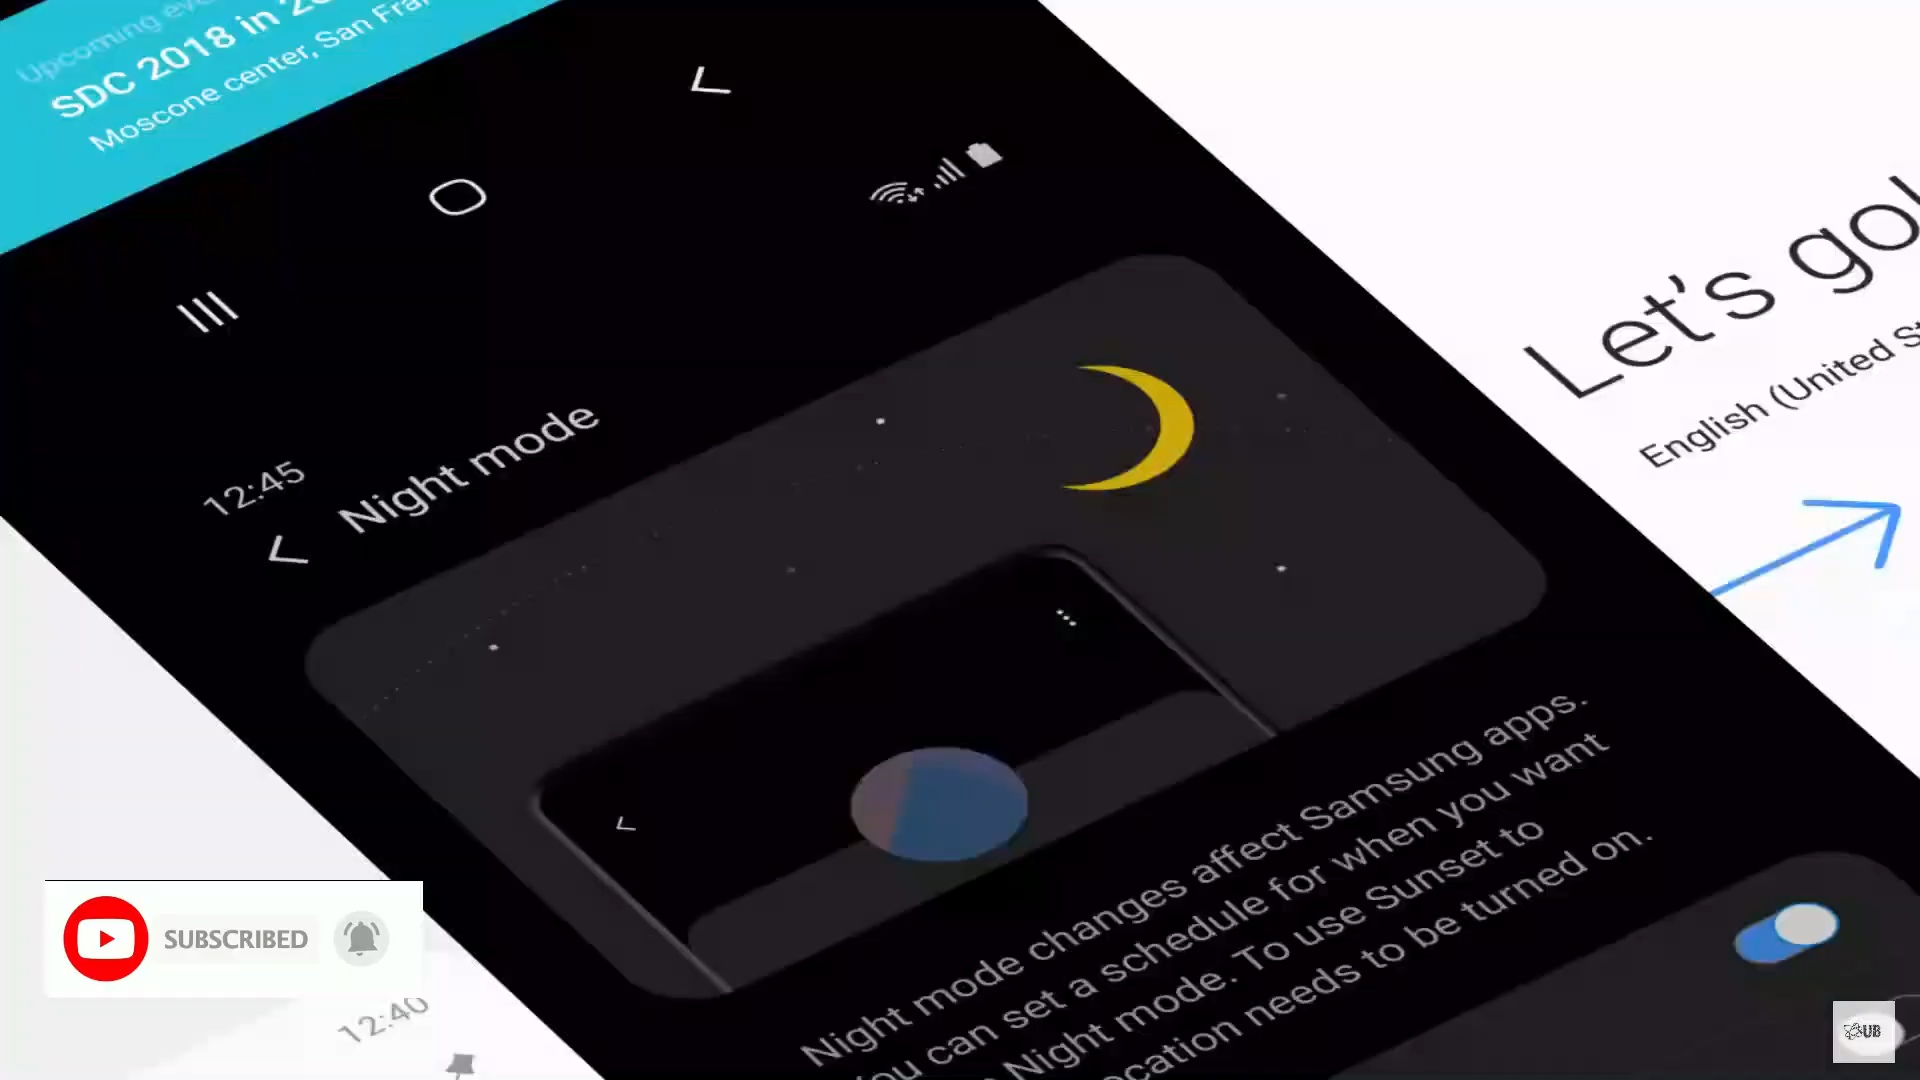 Upcoming
SDC 2018 in
Moscone center, San
12:45
Night mode
Let's go!
English (United
Night mode changes affect Samsung apps.
can set a schedule for when you want
Night mode. To use Sunset to
needs to be turned on.
SUBSCRIBED
12:40
UB